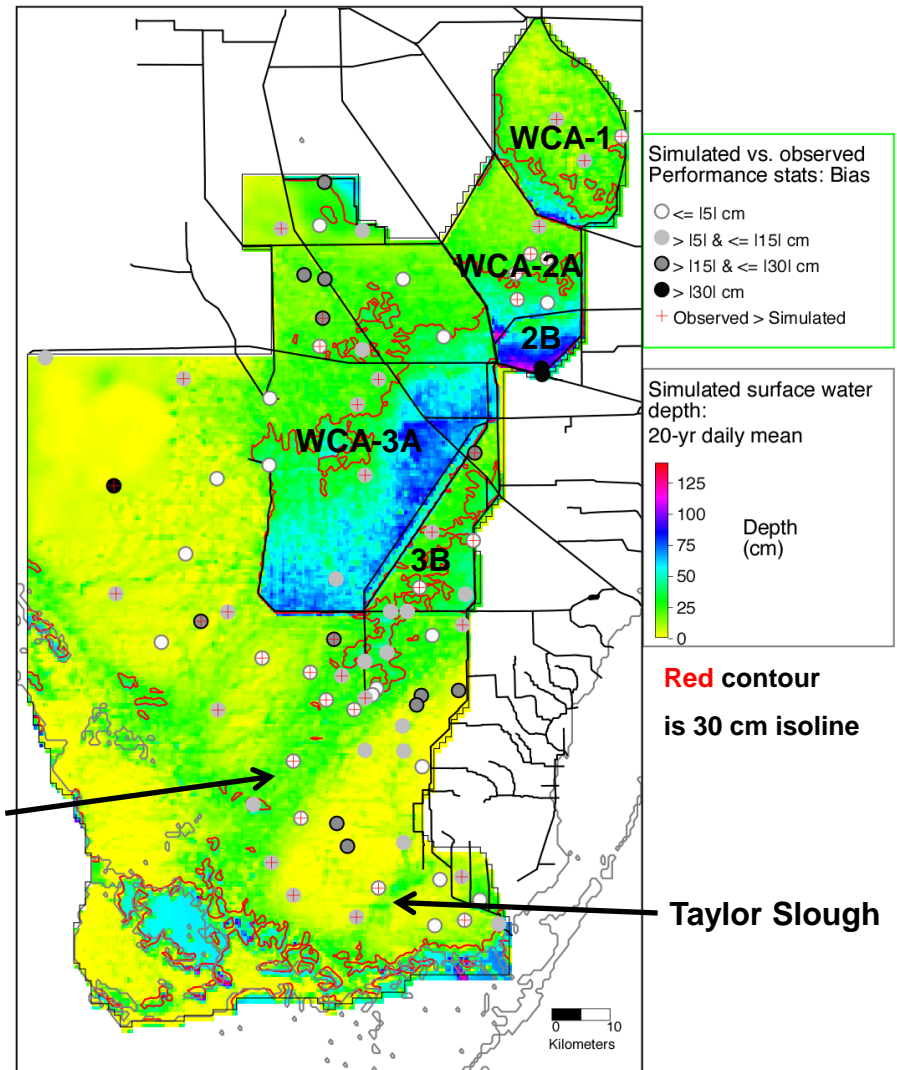 WCA-1
WCA-2A
2B
WCA-3A
3B
Simulated vs. observed
Performance stats: Bias
<= |5| cm
> |5| & <= |15| cm
> |15| & <= |30| cm
> |30| cm
Observed > Simulated
Simulated surface water
depth:
20-yr daily mean
125
100
75
50
25
0
Depth
(cm)
Red contour
is 30 cm isoline
Taylor Slough
0 10
Kilometers